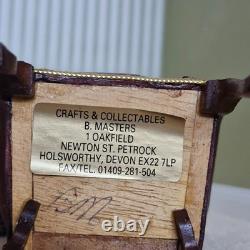 CRAFTS & COLLECTABLES
B. MASTERS
1 OAKFIELD
NEWTON ST. PETROCK
HOLSWORTHY, DEVON EX22 7LP
FAX/TEL. 01409-281-504